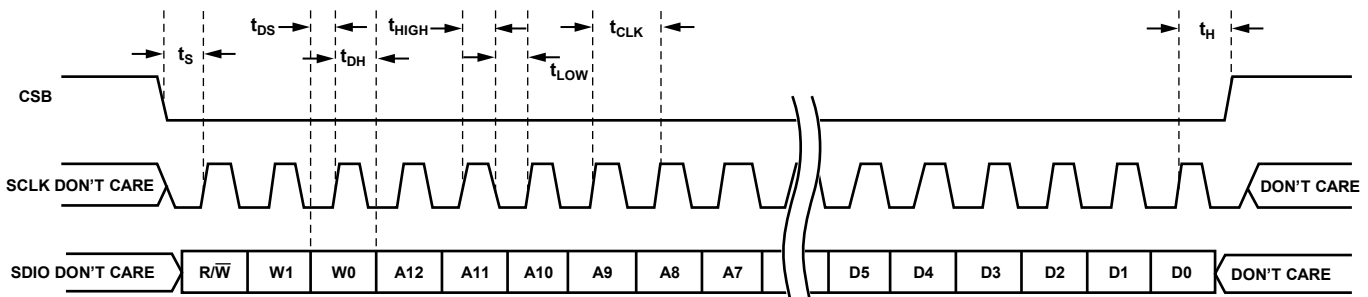 tDS
tHIGH
tCLK
tH
tS
tDH
tLOW
CSB
SCLK DON'T CARE
DON'T CARE
SDIO DON'T CARE
R/W̅
W1
W0
A12
A11
A10
A9
A8
A7
D5
D4
D3
D2
D1
D0
DON'T CARE